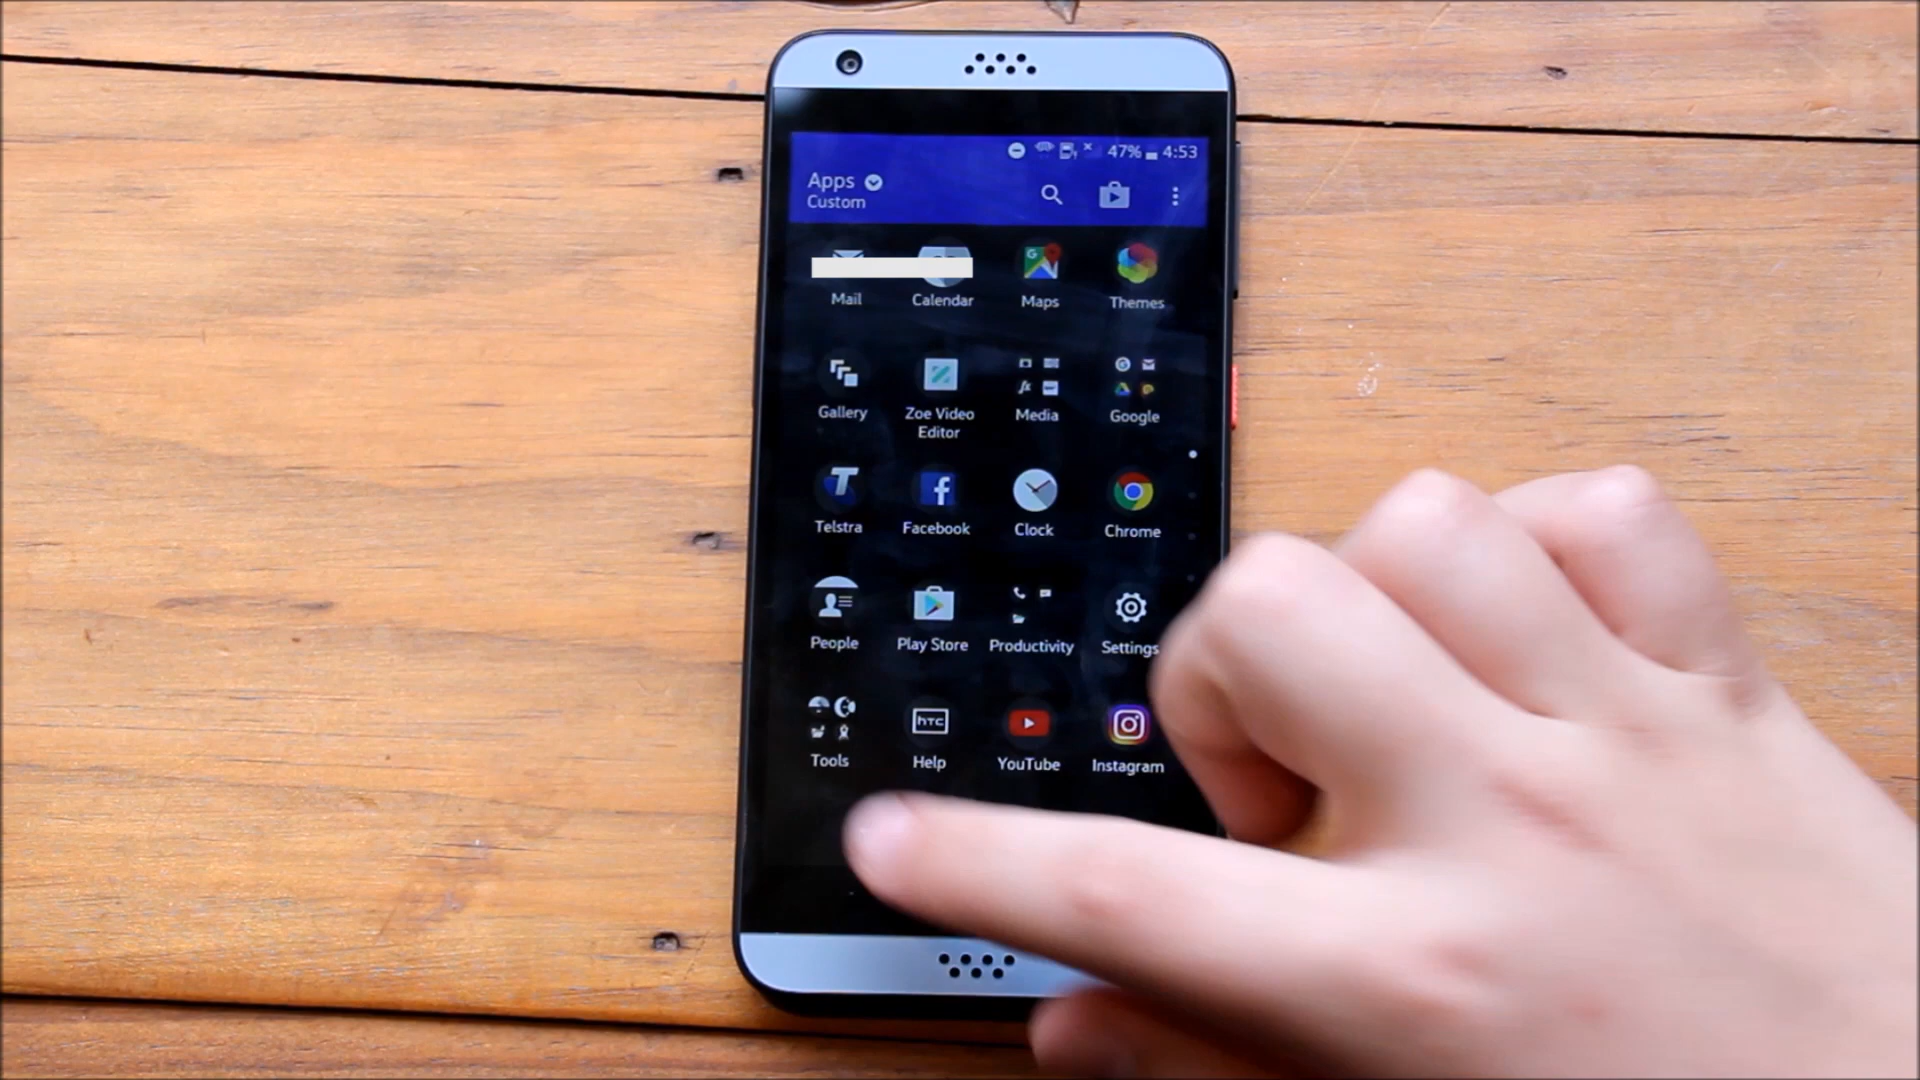 47% 4:53
Apps
Custom
Mail Calendar Maps Themes
Gallery Zoe Video Editor Media Google
Telstra Facebook Clock Chrome
People Play Store Productivity Settings
htc
Tools Help YouTube Instagram